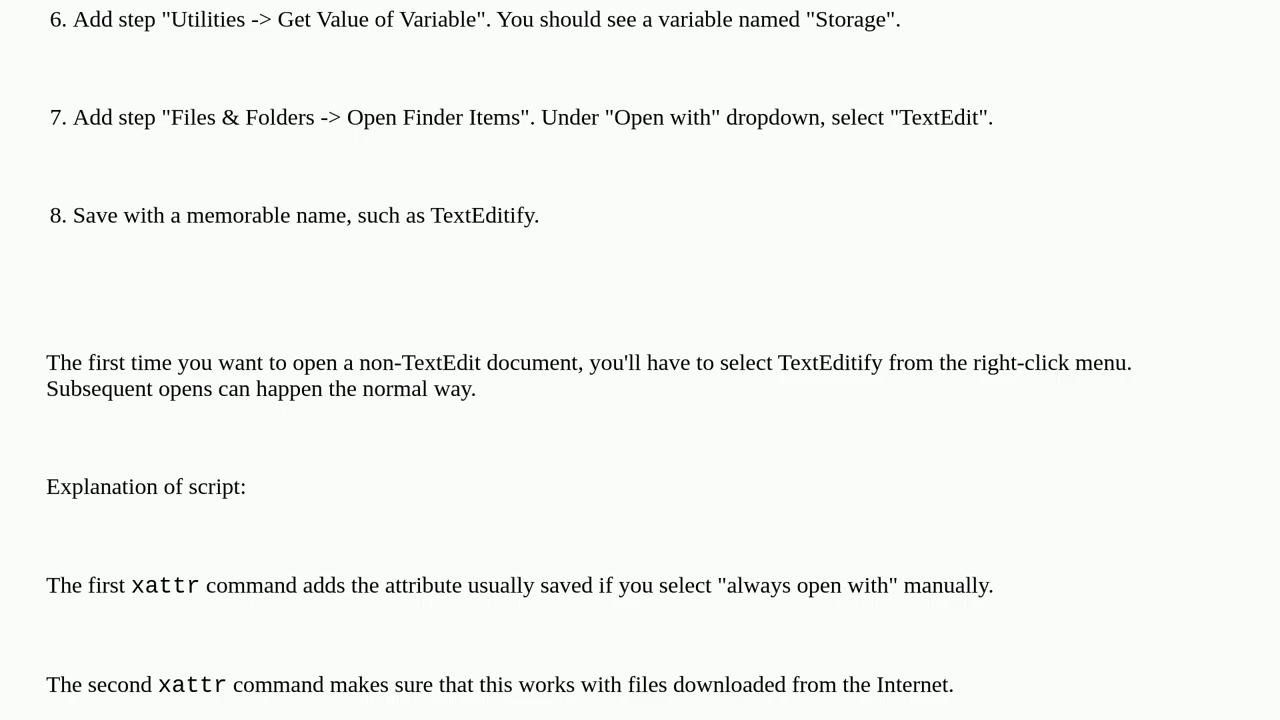 6. Add step "Utilities -> Get Value of Variable". You should see a variable named "Storage".
7. Add step "Files & Folders -> Open Finder Items". Under "Open with" dropdown, select "TextEdit".
8. Save with a memorable name, such as TextEditify.
The first time you want to open a non-TextEdit document, you'll have to select TextEditify from the right-click menu.
Subsequent opens can happen the normal way.
Explanation of script:
The first xattr command adds the attribute usually saved if you select "always open with" manually.
The second xattr command makes sure that this works with files downloaded from the Internet.